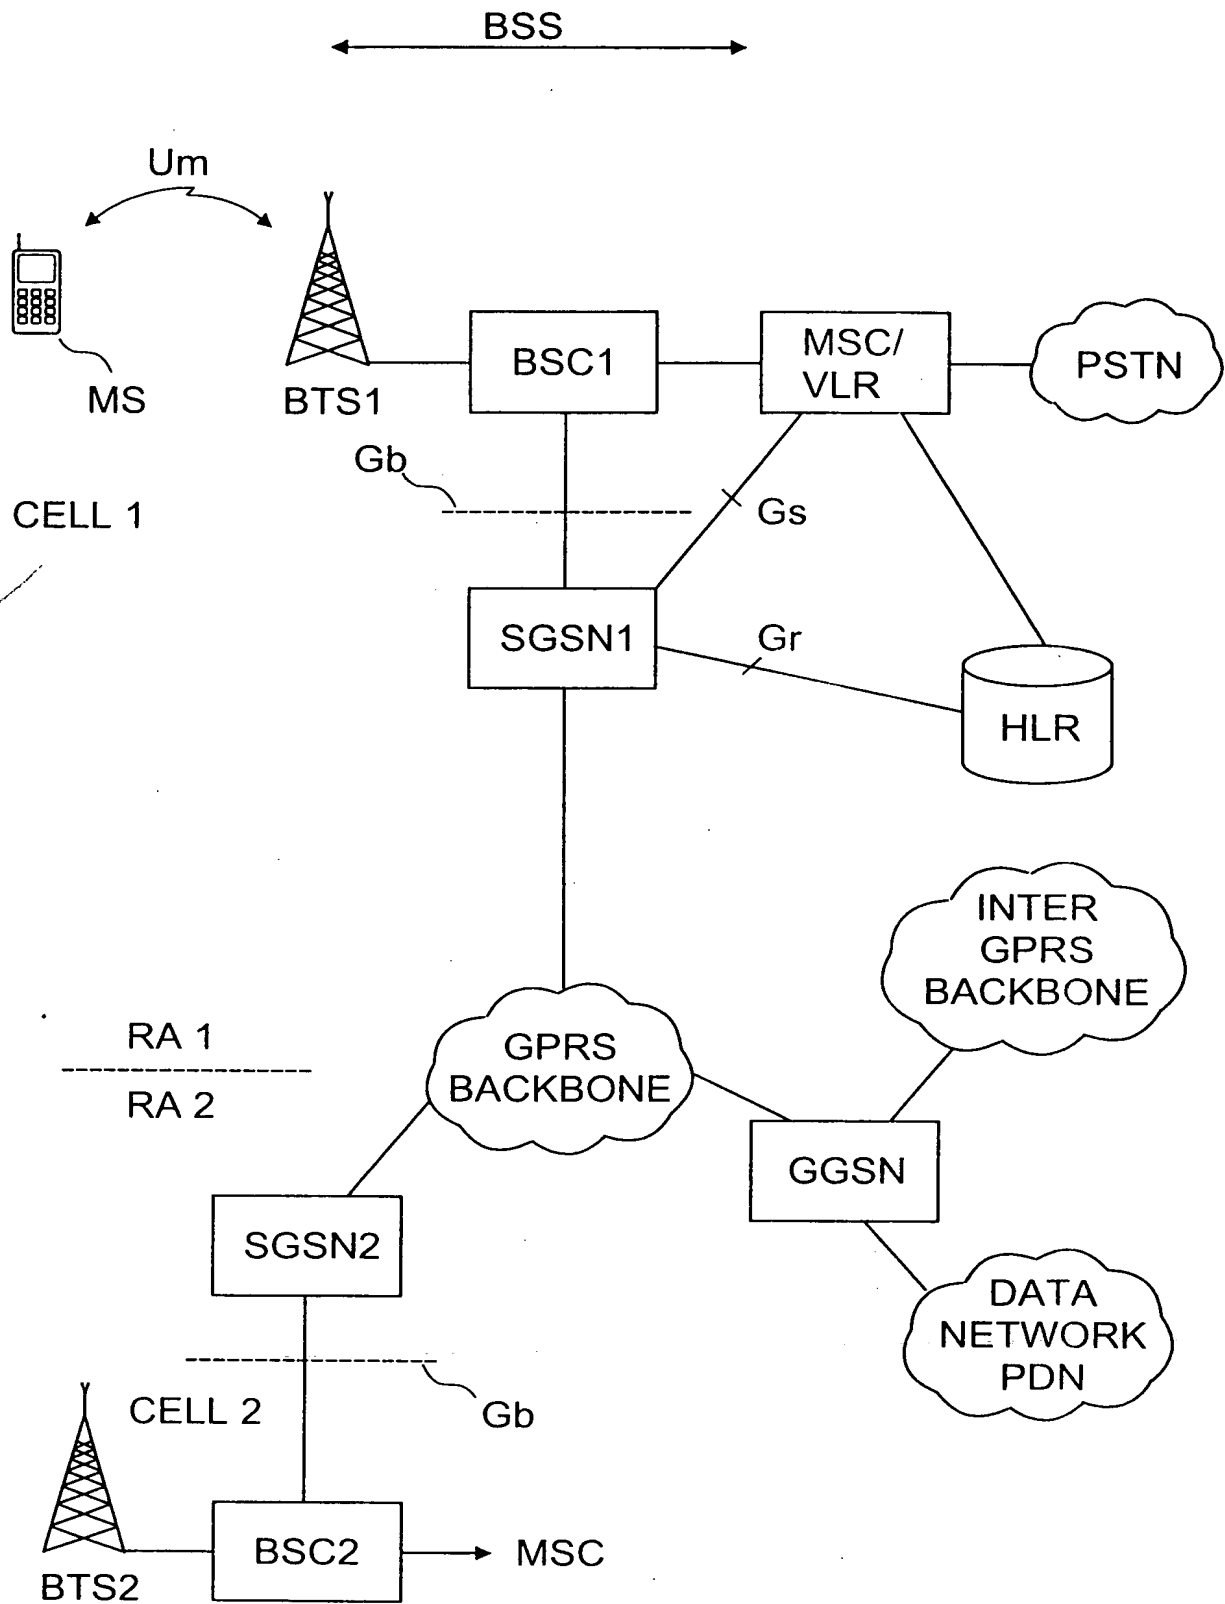 BSS
Um
MS
BTS1
BSC1
MSC/
VLR
PSTN
Gb
Gs
CELL 1
SGSN1
Gr
HLR
INTER
GPRS
BACKBONE
RA 1
RA 2
GPRS
BACKBONE
GGSN
SGSN2
DATA
NETWORK
PDN
CELL 2
Gb
BTS2
BSC2
MSC